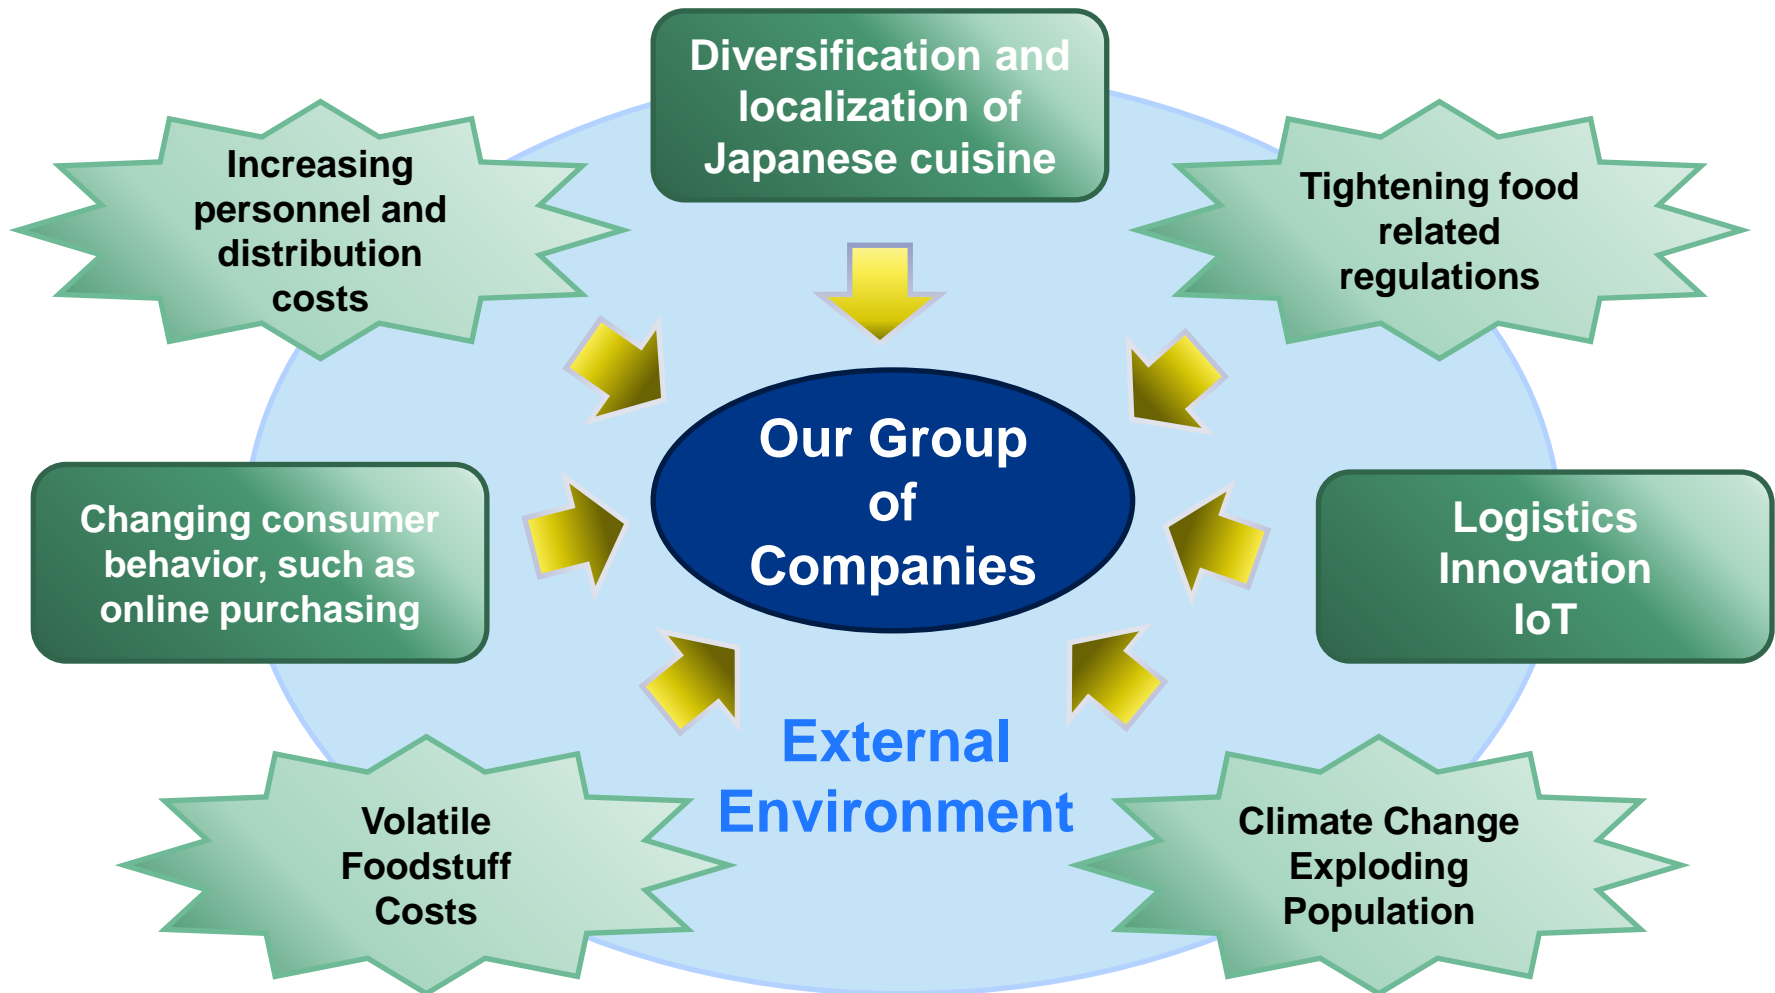 Diversification and
localization of
Japanese cuisine
Increasing
personnel and
distribution
costs
Tightening food
related
regulations
Our Group
of
Companies
Changing consumer
behavior, such as
online purchasing
Logistics
Innovation
IoT
External
Environment
Volatile
Foodstuff
Costs
Climate Change
Exploding
Population